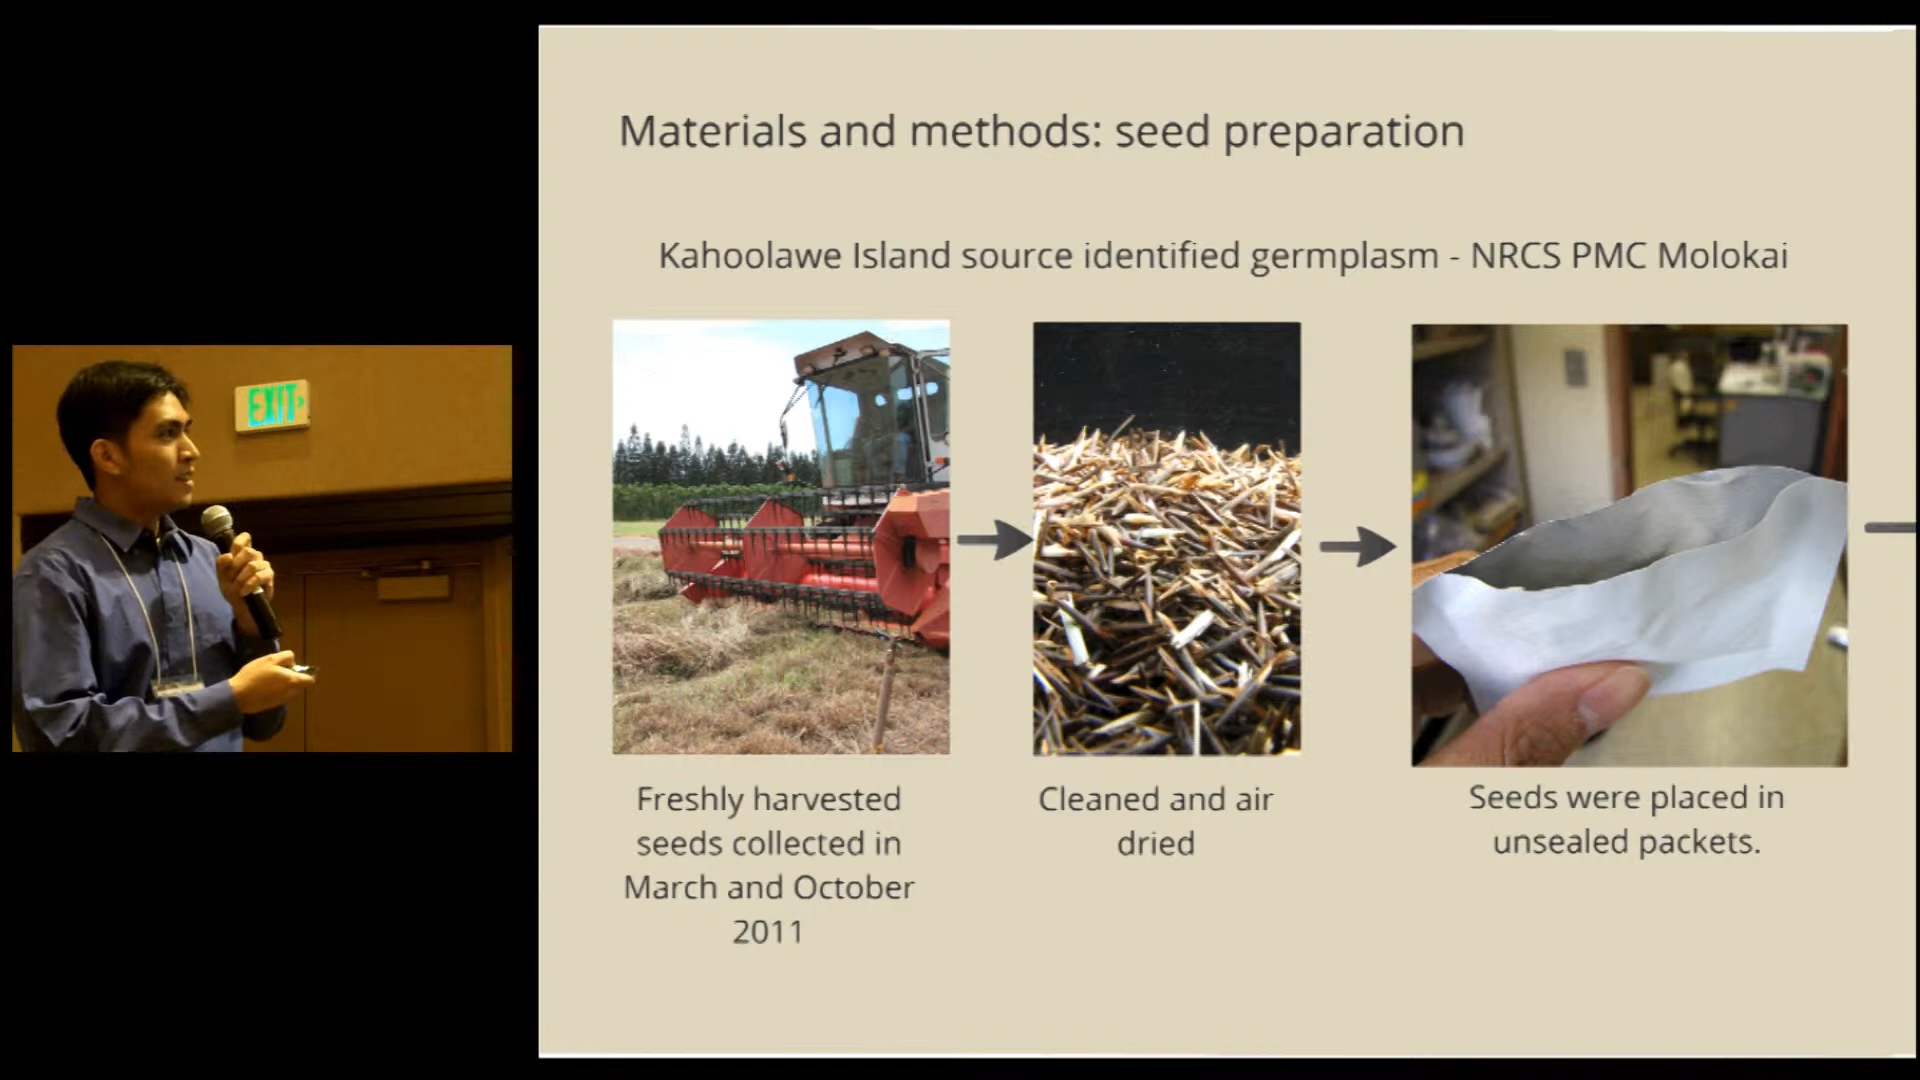 EXIT
Materials and methods: seed preparation
Kahoolawe Island source identified germplasm - NRCS PMC Molokai
Freshly harvested
seeds collected in
March and October
2011
Cleaned and air
dried
Seeds were placed in
unsealed packets.